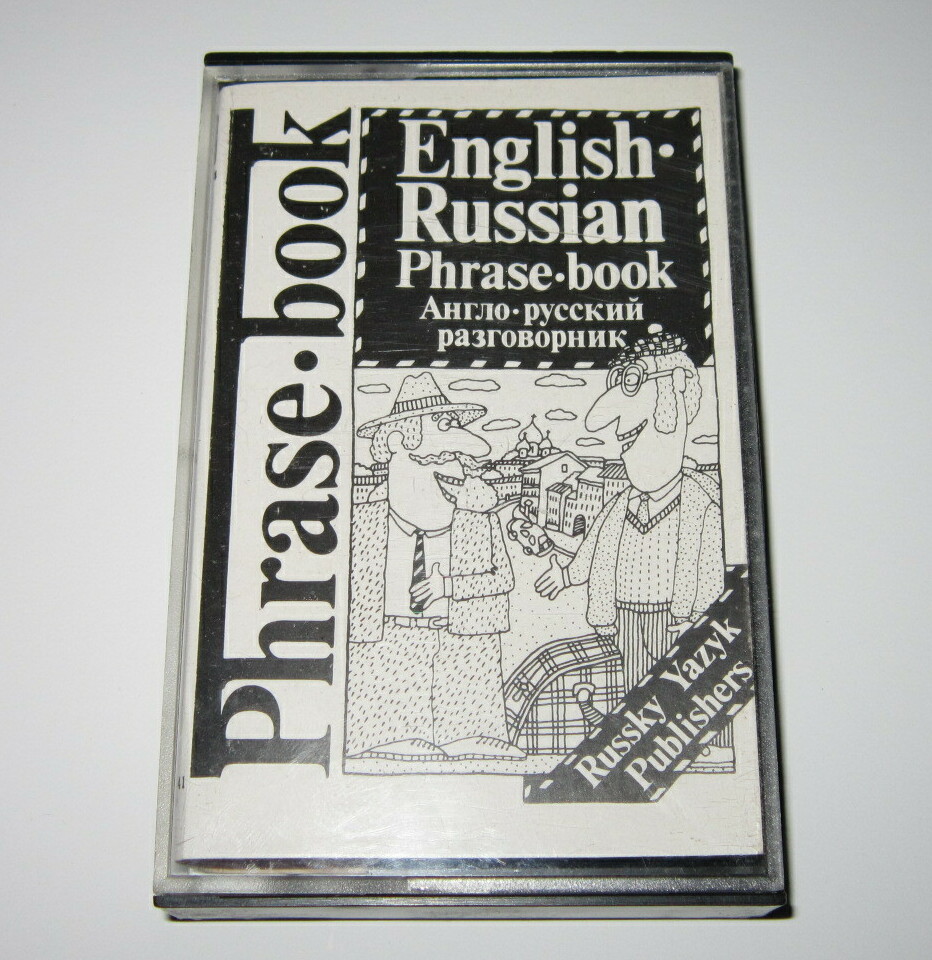 Phrase·book
English·
Russian
Phrase·book
Англо·русский
разговорник
Russky Yazyk
Publishers